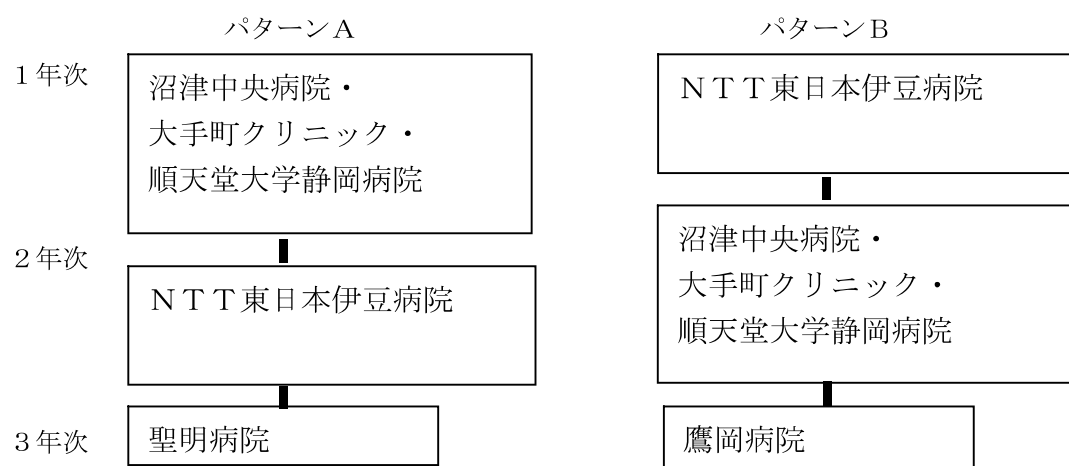 パターンA
パターンB
1年次
沼津中央病院・
大手町クリニック・
順天堂大学静岡病院
NTT東日本伊豆病院
2年次
NTT東日本伊豆病院
沼津中央病院・
大手町クリニック・
順天堂大学静岡病院
3年次
聖明病院
鷹岡病院